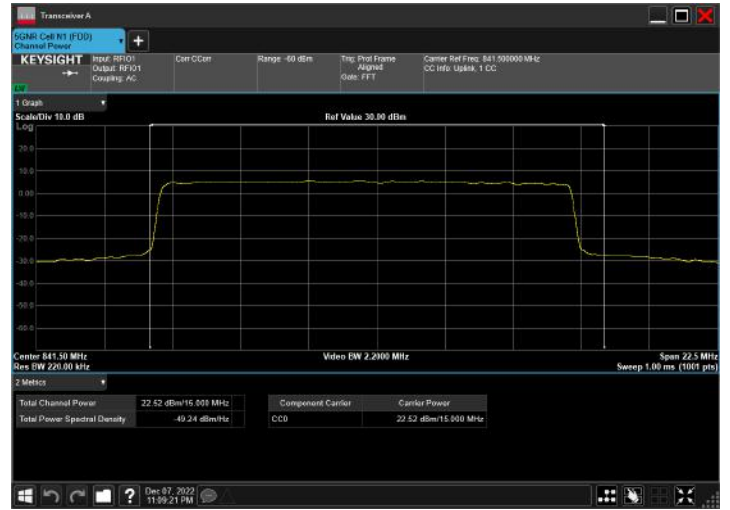 Transceiver A
5GNR Cell N1 (FDD)
Channel Power
KEYSIGHT
Input: RFIO1
Output: RFIO1
Coupling: AC
Corr CCorr
Range -60 dBm
Trig: Prot Frame
Aligned
Gate: FFT
Carrier Ref Freq: 841.500000 MHz
CC Info: Uplink, 1 CC
1 Graph
Scale/Div 10.0 dB
Ref Value 30.00 dBm
Log
20.0
10.0
0.00
-10.0
-20.0
-30.0
-40.0
-50.0
-60.0
Center 841.50 MHz
Video BW 2.2000 MHz
Span 22.5 MHz
Res BW 220.00 kHz
Sweep 1.00 ms (1001 pts)
2 Metrics
Total Channel Power 22.52 dBm/15.000 MHz
Total Power Spectral Density -49.24 dBm/Hz
Component Carrier Carrier Power
CC0 22.52 dBm/15.000 MHz
?
Dec 07, 2022
11:09:21 PM